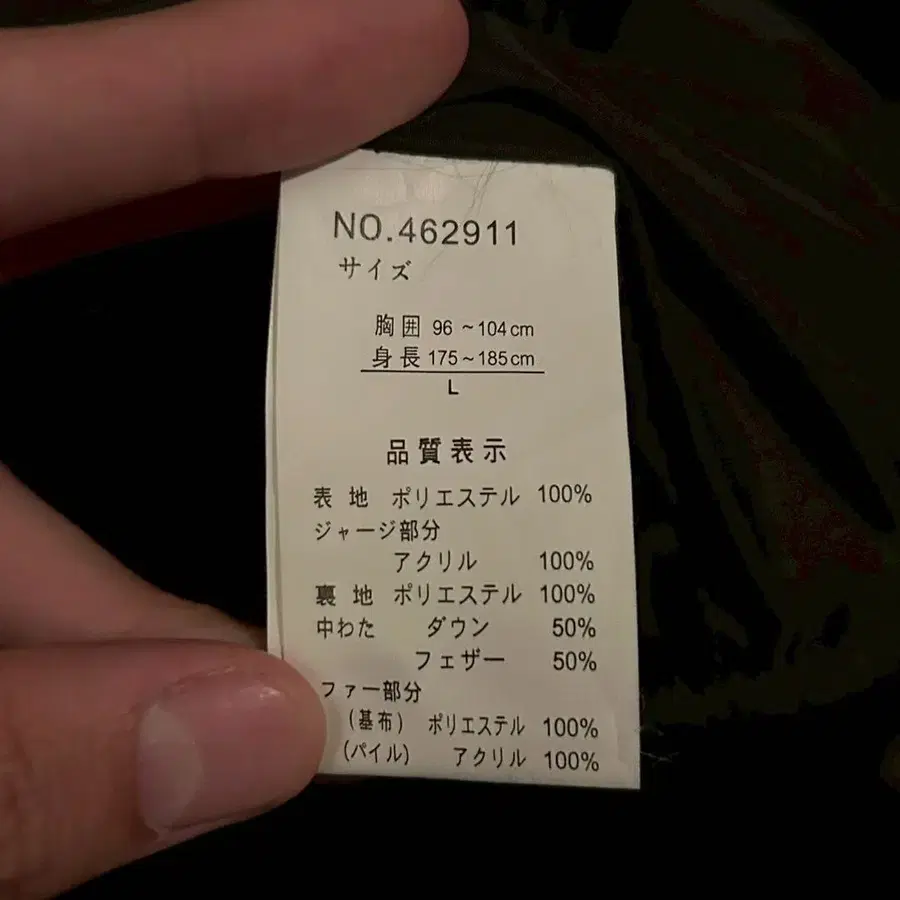 NO.462911
サイズ
胸囲 96 ~104cm
身長 175~185cm
L
品質表示
表地 ポリエステル 100%
ジャージ部分
アクリル 100%
裏地 ポリエステル 100%
中わた ダウン 50%
フェザー 50%
ファー部分
(基布) ポリエステル 100%
(パイル) アクリル 100%